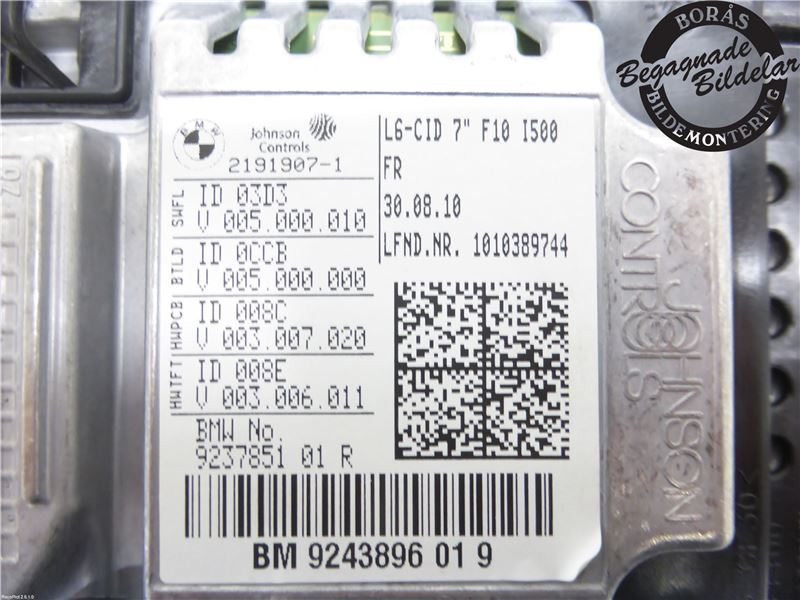 BORÅS
Begagnade
Bildelar
BILDEMONTERING
BMW
Johnson
Controls
2191907-1
L6-CID 7" F10 I500
FR
30.08.10
LFND.NR. 1010389744
SWFL
ID 03D3
V 005.000.010
BTLD
ID 0CCB
V 005.000.000
HWPCB
ID 008C
V 003.007.020
HWTFT
ID 008E
V 003.006.011
BMW No.
9237851 01 R
BM 9243896 01 9
JOHNSON
CONTROLS